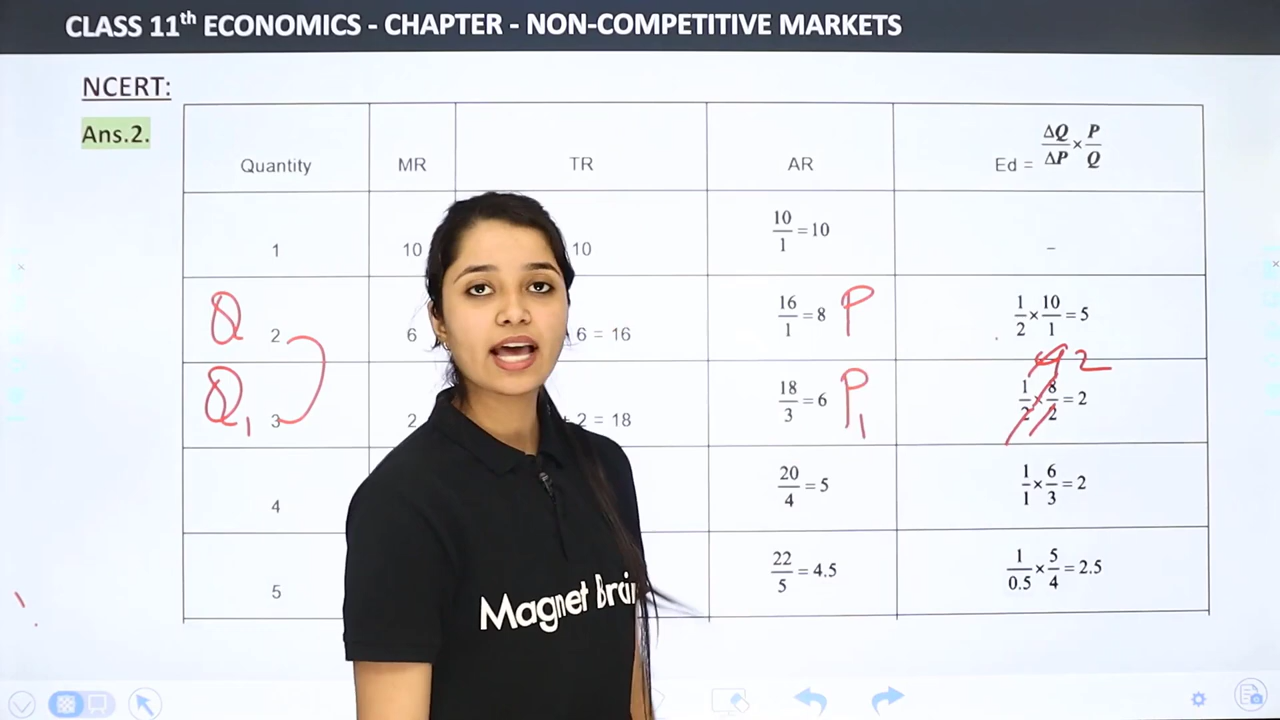 CLASS 11th ECONOMICS - CHAPTER - NON-COMPETITIVE MARKETS
NCERT:
Ans.2.
Quantity MR TR AR Ed = ΔQ/ΔP × P/Q
1 10 10 10/1 = 10 –
Q 2 6 6 = 16 16/1 = 8 P 1/2 × 10/1 = 5
Q1 3 2 + 2 = 18 18/3 = 6 P1 1/2 × 8/2 = 2 2
4 20/4 = 5 1/1 × 6/3 = 2
5 22/5 = 4.5 1/0.5 × 5/4 = 2.5
Magnet Brai